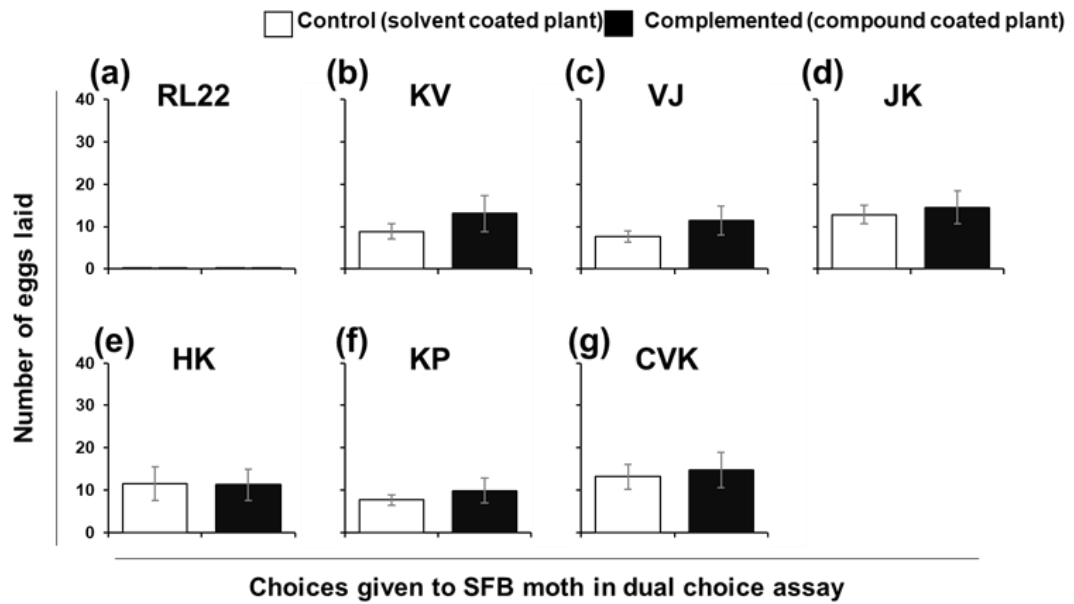 Control (solvent coated plant) Complemented (compound coated plant)
(a) (b) (c) (d)
RL22 KV VJ JK
40
30
20
10
0
(e) (f) (g)
HK KP CVK
40
30
20
10
0
Number of eggs laid
Choices given to SFB moth in dual choice assay